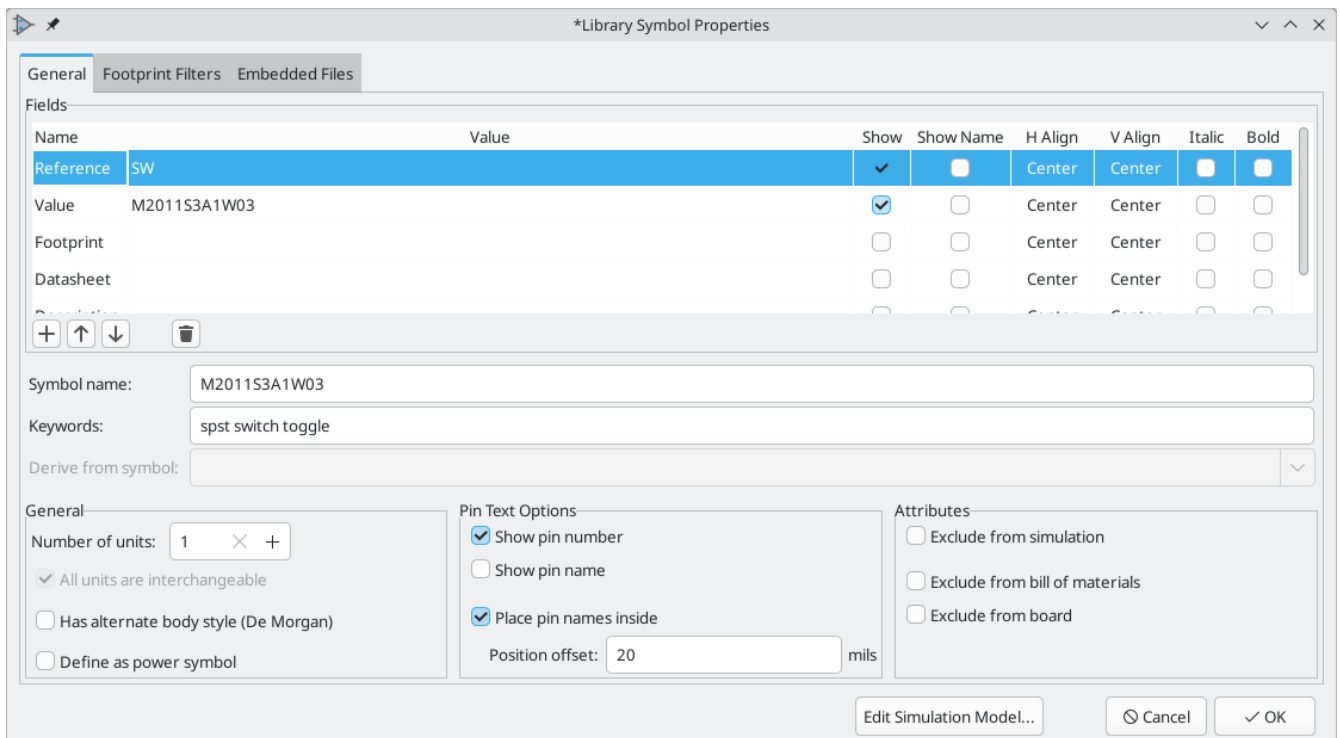 *Library Symbol Properties
General Footprint Filters Embedded Files
Fields
Name Value Show Show Name H Align V Align Italic Bold
Reference SW Center Center
Value M2011S3A1W03 Center Center
Footprint Center Center
Datasheet Center Center
Symbol name: M2011S3A1W03
Keywords: spst switch toggle
Derive from symbol:
General
Number of units: 1
All units are interchangeable
Has alternate body style (De Morgan)
Define as power symbol
Pin Text Options
Show pin number
Show pin name
Place pin names inside
Position offset: 20 mils
Attributes
Exclude from simulation
Exclude from bill of materials
Exclude from board
Edit Simulation Model... Cancel OK